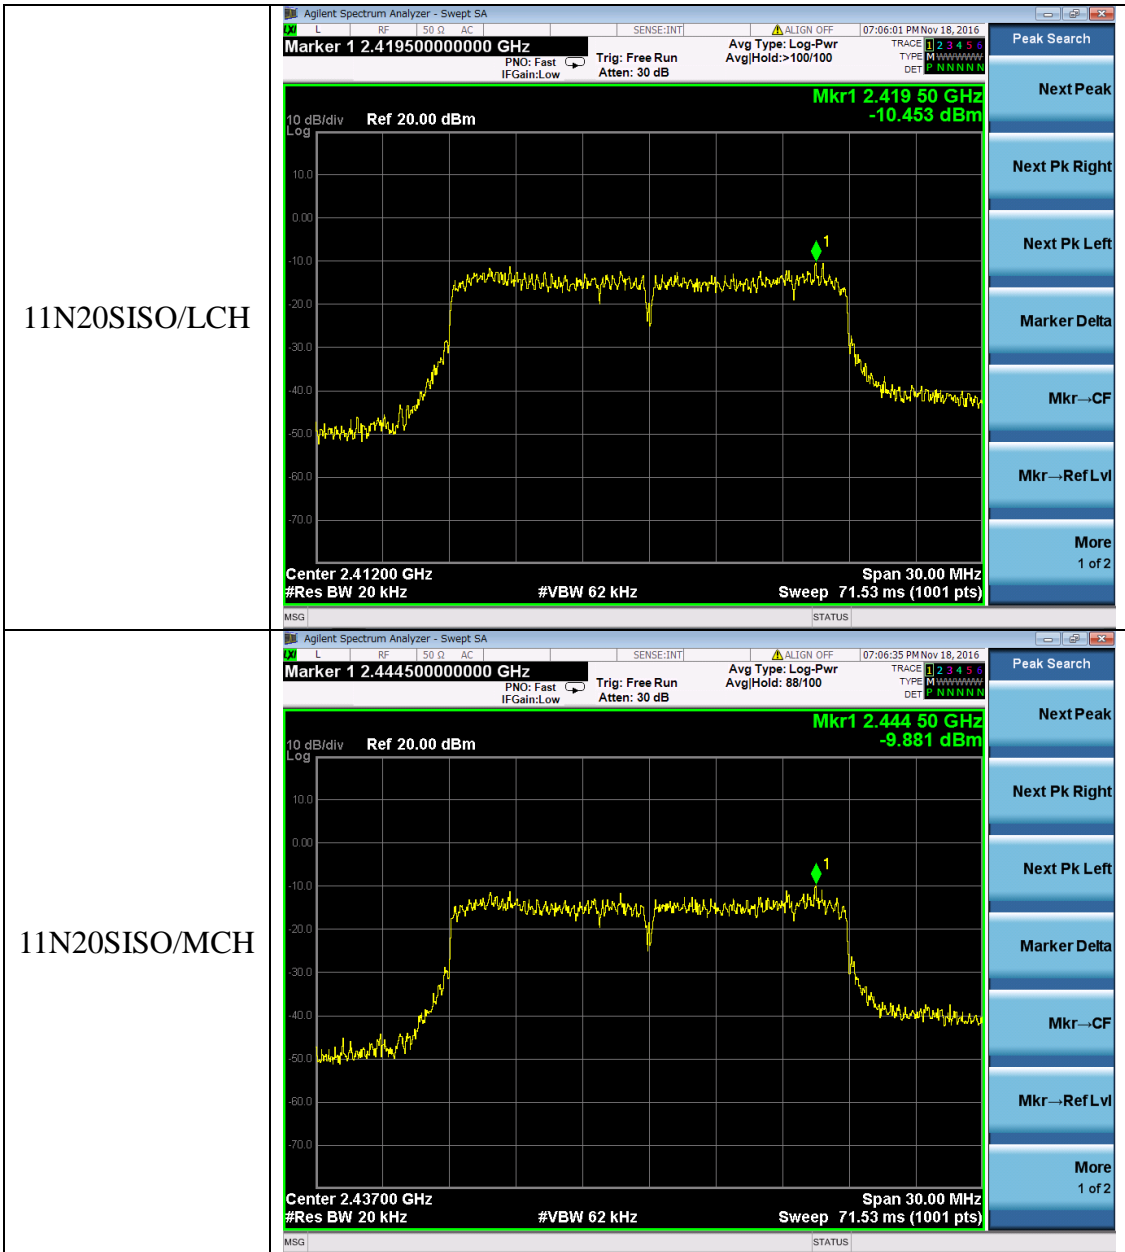 11N20SISO/LCH
Agilent Spectrum Analyzer - Swept SA
LXI L RF 50 Ω AC SENSE:INT ALIGN OFF 07:06:01 PM Nov 18, 2016
Marker 1 2.419500000000 GHz
PNO: Fast
IFGain:Low
Trig: Free Run
Atten: 30 dB
Avg Type: Log-Pwr
Avg|Hold:>100/100
TRACE 1 2 3 4 5 6
TYPE M WWWWW
DET P N N N N N
Mkr1 2.419 50 GHz
-10.453 dBm
10 dB/div Ref 20.00 dBm
Log
10.0
0.00
1
-10.0
-20.0
-30.0
-40.0
-50.0
-60.0
-70.0
Center 2.41200 GHz Span 30.00 MHz
#Res BW 20 kHz #VBW 62 kHz Sweep 71.53 ms (1001 pts)
MSG STATUS
Peak Search
Next Peak
Next Pk Right
Next Pk Left
Marker Delta
Mkr→CF
Mkr→Ref Lvl
More
1 of 2
11N20SISO/MCH
Agilent Spectrum Analyzer - Swept SA
LXI L RF 50 Ω AC SENSE:INT ALIGN OFF 07:06:35 PM Nov 18, 2016
Marker 1 2.444500000000 GHz
PNO: Fast
IFGain:Low
Trig: Free Run
Atten: 30 dB
Avg Type: Log-Pwr
Avg|Hold: 88/100
TRACE 1 2 3 4 5 6
TYPE M WWWWW
DET P N N N N N
Mkr1 2.444 50 GHz
-9.881 dBm
10 dB/div Ref 20.00 dBm
Log
10.0
0.00
1
-10.0
-20.0
-30.0
-40.0
-50.0
-60.0
-70.0
Center 2.43700 GHz Span 30.00 MHz
#Res BW 20 kHz #VBW 62 kHz Sweep 71.53 ms (1001 pts)
MSG STATUS
Peak Search
Next Peak
Next Pk Right
Next Pk Left
Marker Delta
Mkr→CF
Mkr→Ref Lvl
More
1 of 2